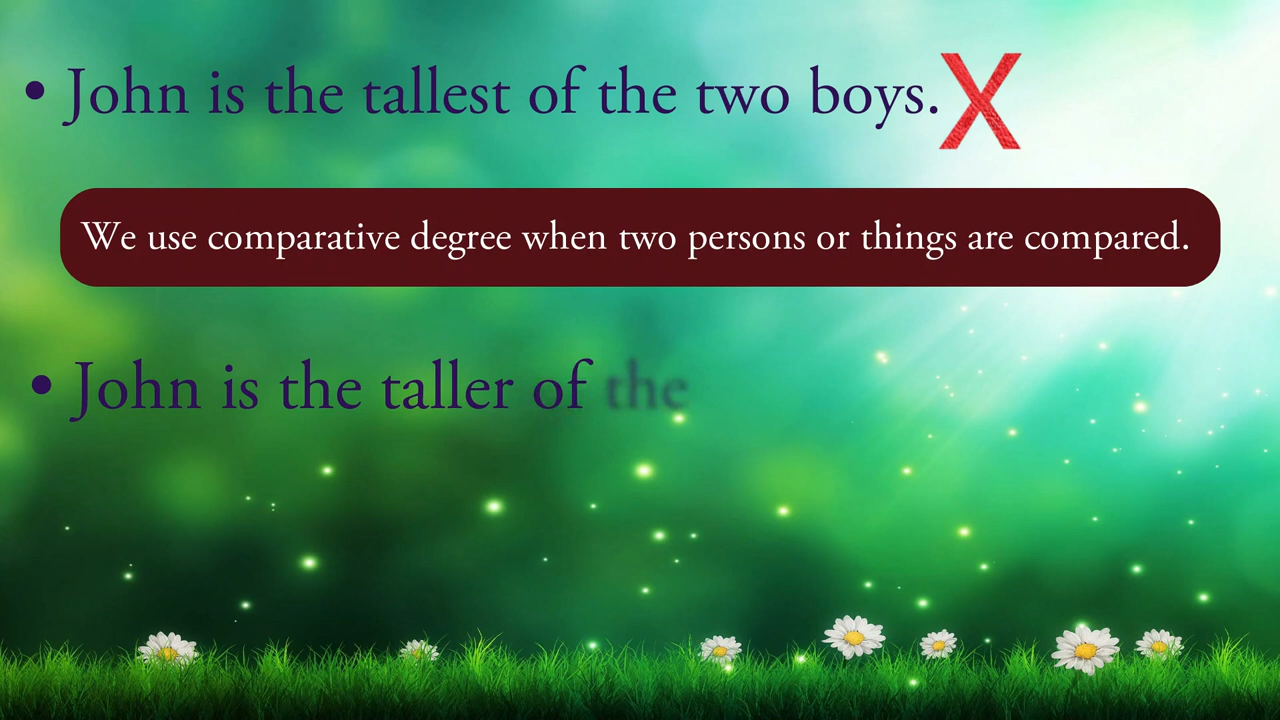 • John is the tallest of the two boys. X
We use comparative degree when two persons or things are compared.
• John is the taller of the